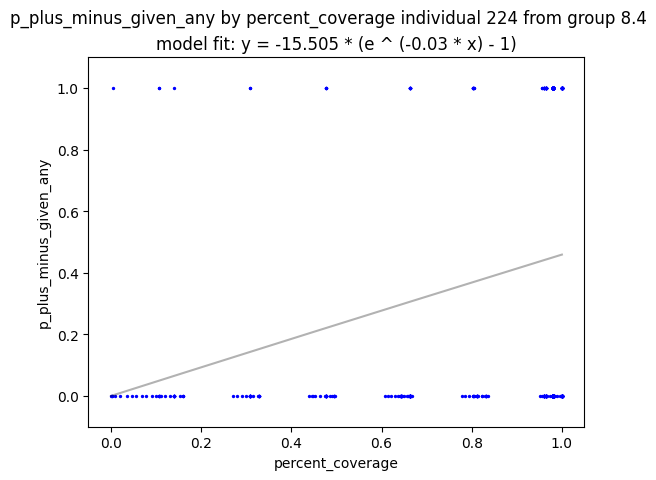 p_plus_minus_given_any by percent_coverage individual 224 from group 8.4
model fit: y = -15.505 * (e ^ (-0.03 * x) - 1)
1.0
0.8
0.6
0.4
0.2
0.0
p_plus_minus_given_any
0.0 0.2 0.4 0.6 0.8 1.0
percent_coverage